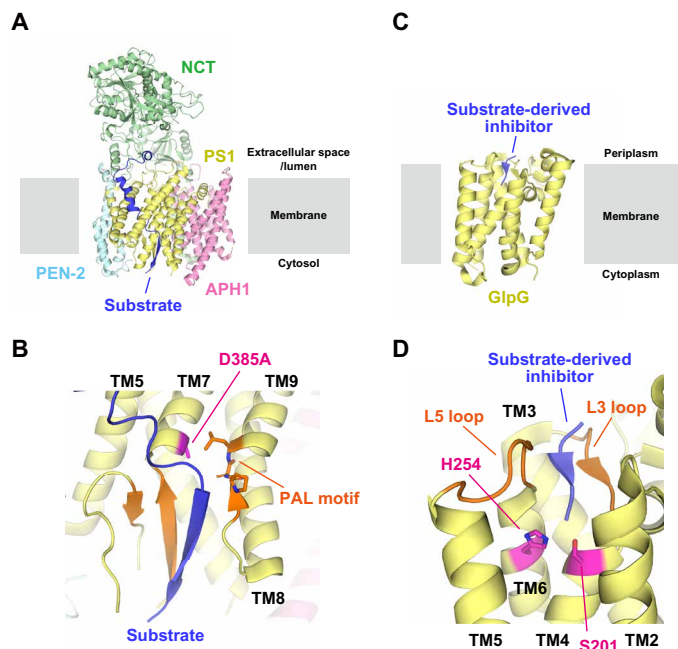 A
NCT
PS1
Extracellular space
/lumen
Membrane
Cytosol
PEN-2
APH1
Substrate
B
D385A
TM5
TM7
TM9
PAL motif
TM8
Substrate
C
Substrate-derived
inhibitor
Periplasm
Membrane
Cytoplasm
GlpG
D
Substrate-derived
inhibitor
L5 loop
TM3
L3 loop
H254
TM6
TM5
TM4
S201
TM2